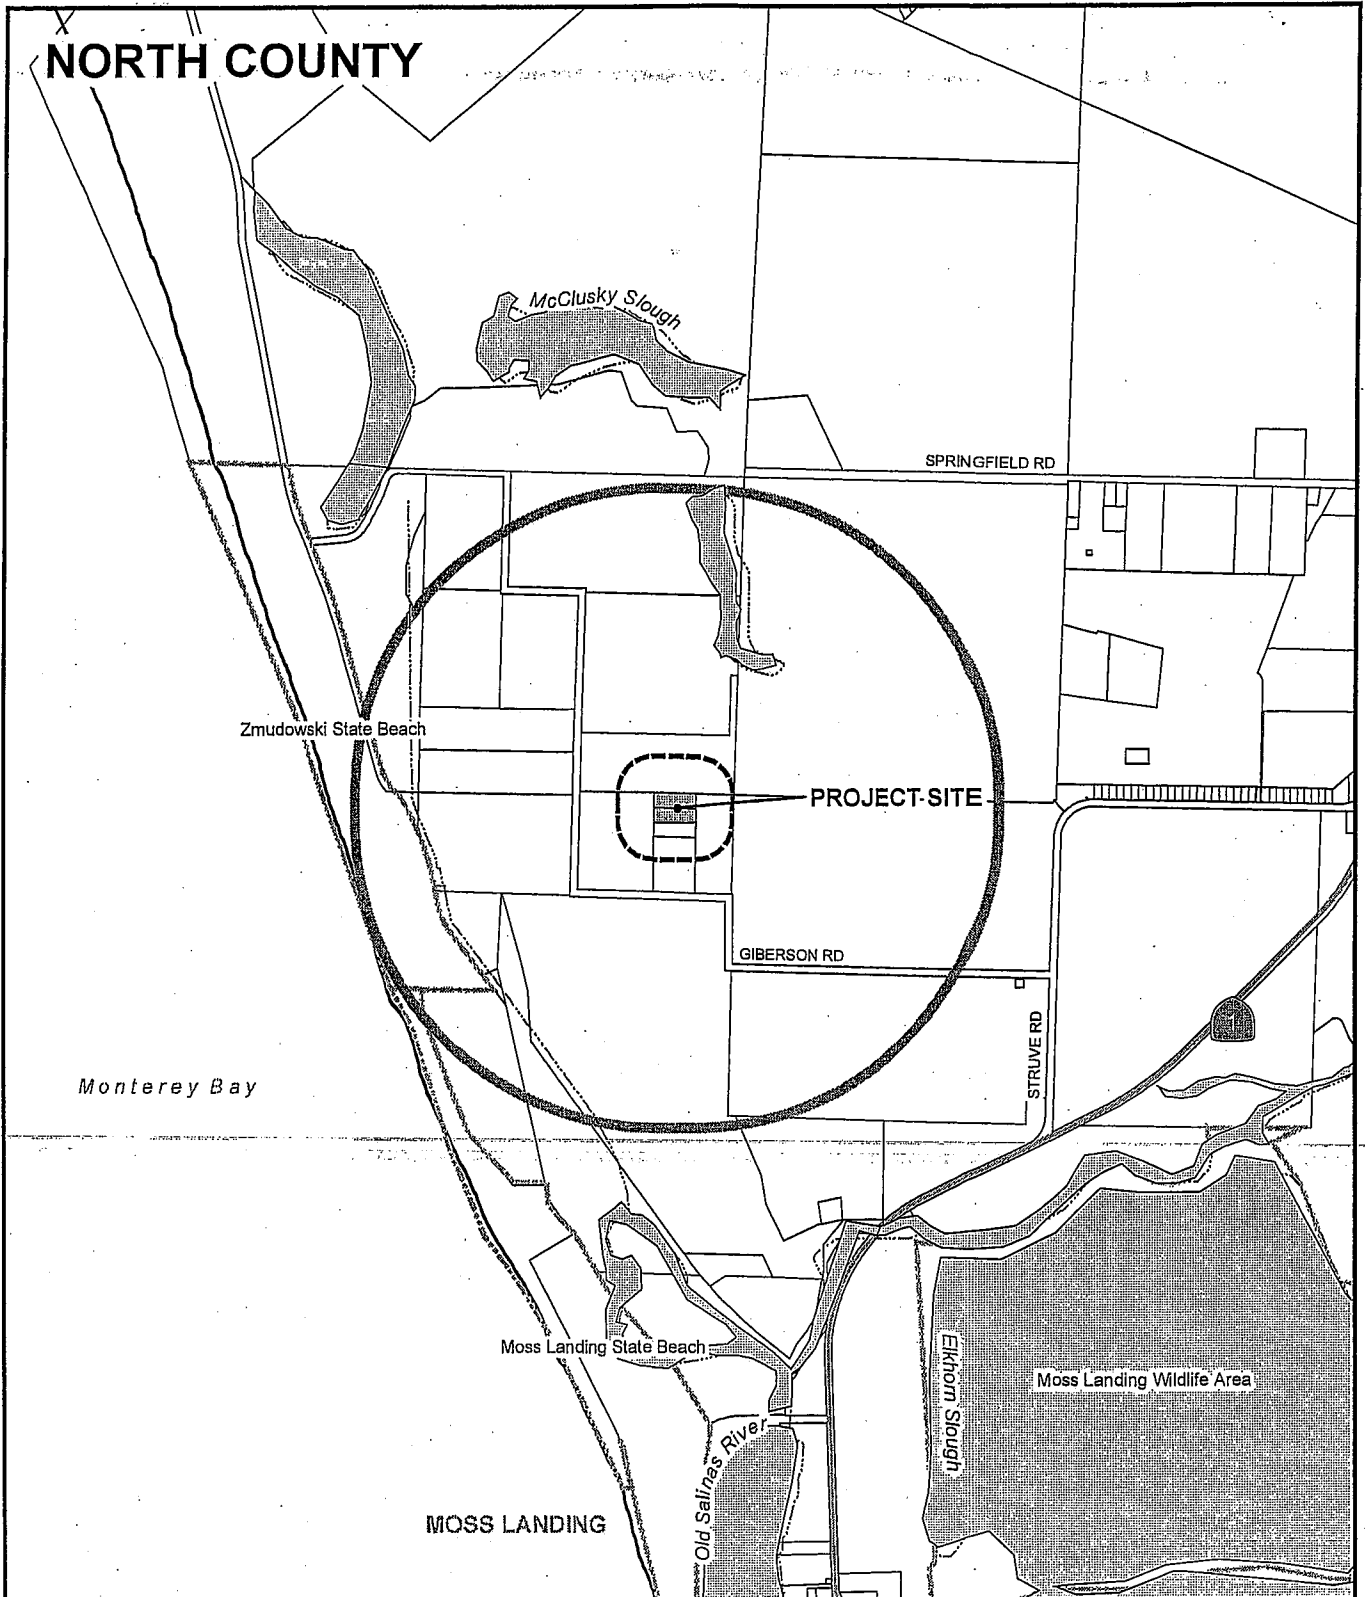 NORTH COUNTY
McClusky Slough
SPRINGFIELD RD
Zmudowski State Beach
PROJECT SITE
GIBERSON RD
STRUVE RD
1
Monterey Bay
Moss Landing State Beach
Elkhorn Slough
Moss Landing Wildlife Area
Old Salinas River
MOSS LANDING